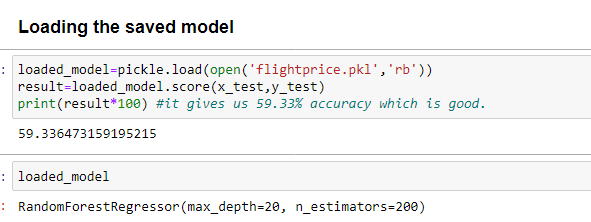 Loading the saved model
: loaded_model=pickle.load(open('flightprice.pkl','rb'))
result=loaded_model.score(x_test,y_test)
print(result*100) #it gives us 59.33% accuracy which is good.
59.336473159195215
: loaded_model
: RandomForestRegressor(max_depth=20, n_estimators=200)